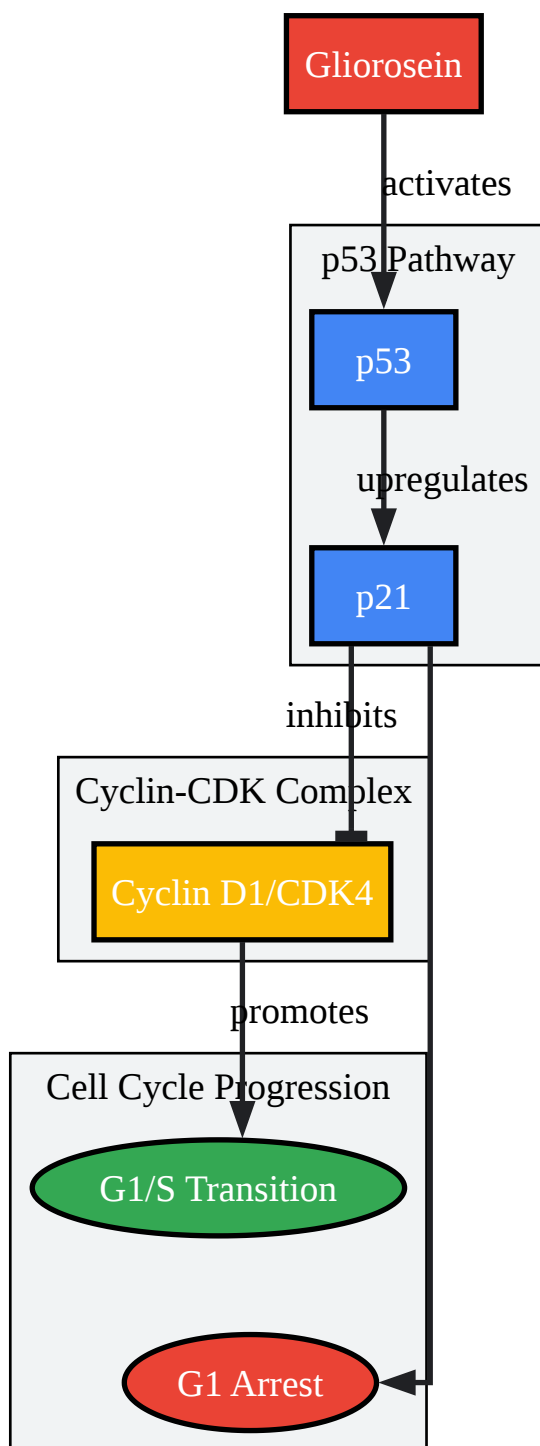 Gliorosein
activates
p53 Pathway
p53
upregulates
p21
inhibits
Cyclin-CDK Complex
Cyclin D1/CDK4
promotes
Cell Cycle Progression
G1/S Transition
G1 Arrest